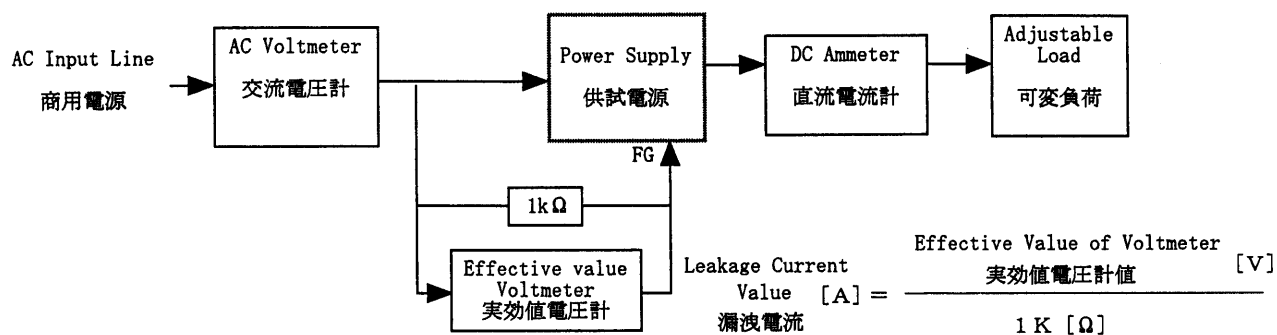 AC Input Line
商用電源
AC Voltmeter
交流電圧計
Power Supply
供試電源
DC Ammeter
直流電流計
Adjustable
Load
可変負荷
FG
1kΩ
Effective value
Voltmeter
実効値電圧計
Leakage Current
Value [A] =
漏洩電流
Effective Value of Voltmeter
実効値電圧計値 [V]
1K [Ω]